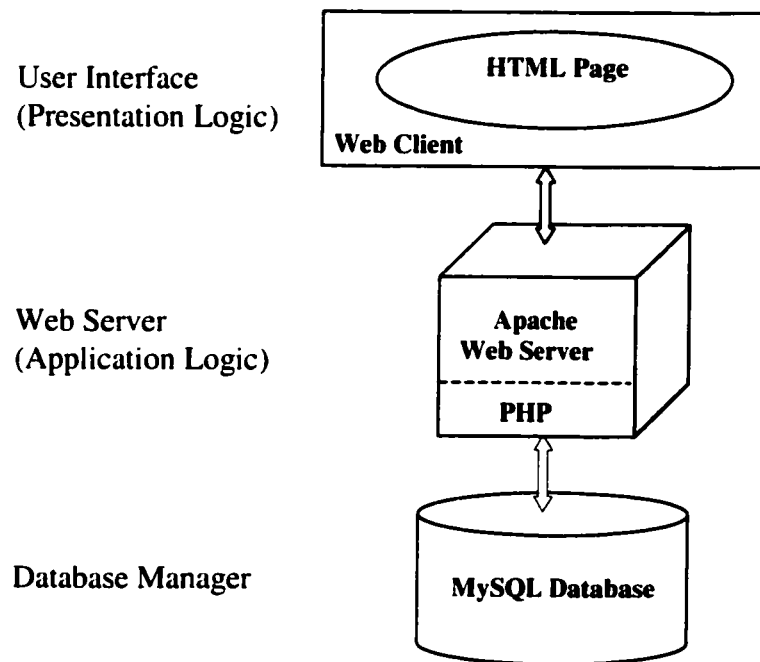 User Interface
(Presentation Logic)
HTML Page
Web Client
Web Server
(Application Logic)
Apache
Web Server
PHP
Database Manager
MySQL Database